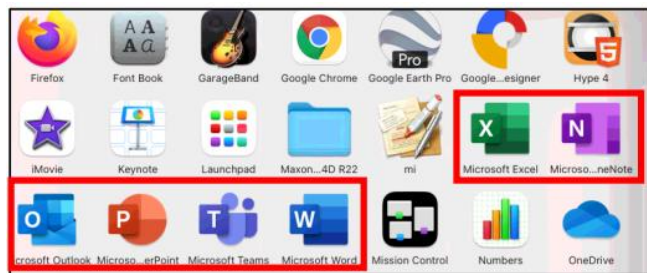 Firefox Font Book GarageBand Google Chrome Google Earth Pro Google...esigner Hype 4
iMovie Keynote Launchpad Maxon...4D R22 mi Microsoft Excel Microso...neNote
crosoft Outlook Microso...erPoint Microsoft Teams Microsoft Word Mission Control Numbers OneDrive